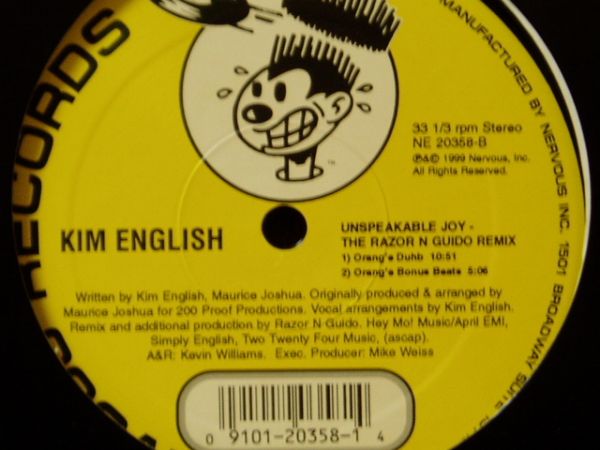 RECORDS
MANUFACTURED BY NERVOUS INC. 1501 BROADWAY SUITE
33 1/3 rpm Stereo
NE 20358-B
℗&© 1999 Nervous, Inc.
All Rights Reserved.
™
KIM ENGLISH
UNSPEAKABLE JOY -
THE RAZOR N GUIDO REMIX
1) Orang's Duhb 10:51
2) Orang's Bonus Beats 5:06
Written by Kim English, Maurice Joshua. Originally produced & arranged by
Maurice Joshua for 200 Proof Productions. Vocal arrangements by Kim English.
Remix and additional production by Razor N Guido. Hey Mo! Music/April EMI,
Simply English, Two Twenty Four Music, (ascap).
A&R: Kevin Williams. Exec. Producer: Mike Weiss
0 9101-20358-1 4